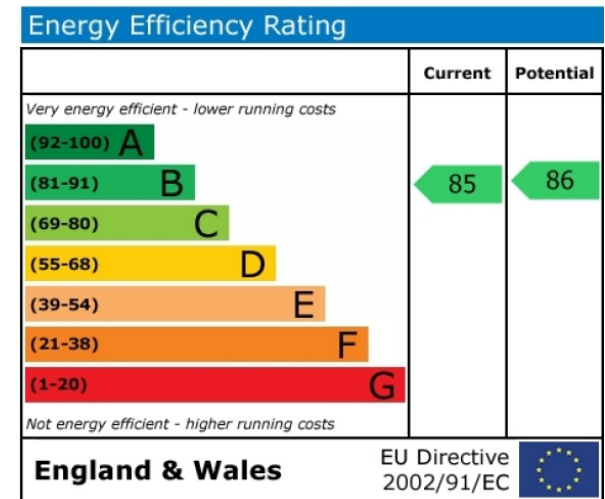 Energy Efficiency Rating
Current Potential
Very energy efficient - lower running costs
(92-100) A
(81-91) B 85 86
(69-80) C
(55-68) D
(39-54) E
(21-38) F
(1-20) G
Not energy efficient - higher running costs
England & Wales
EU Directive
2002/91/EC